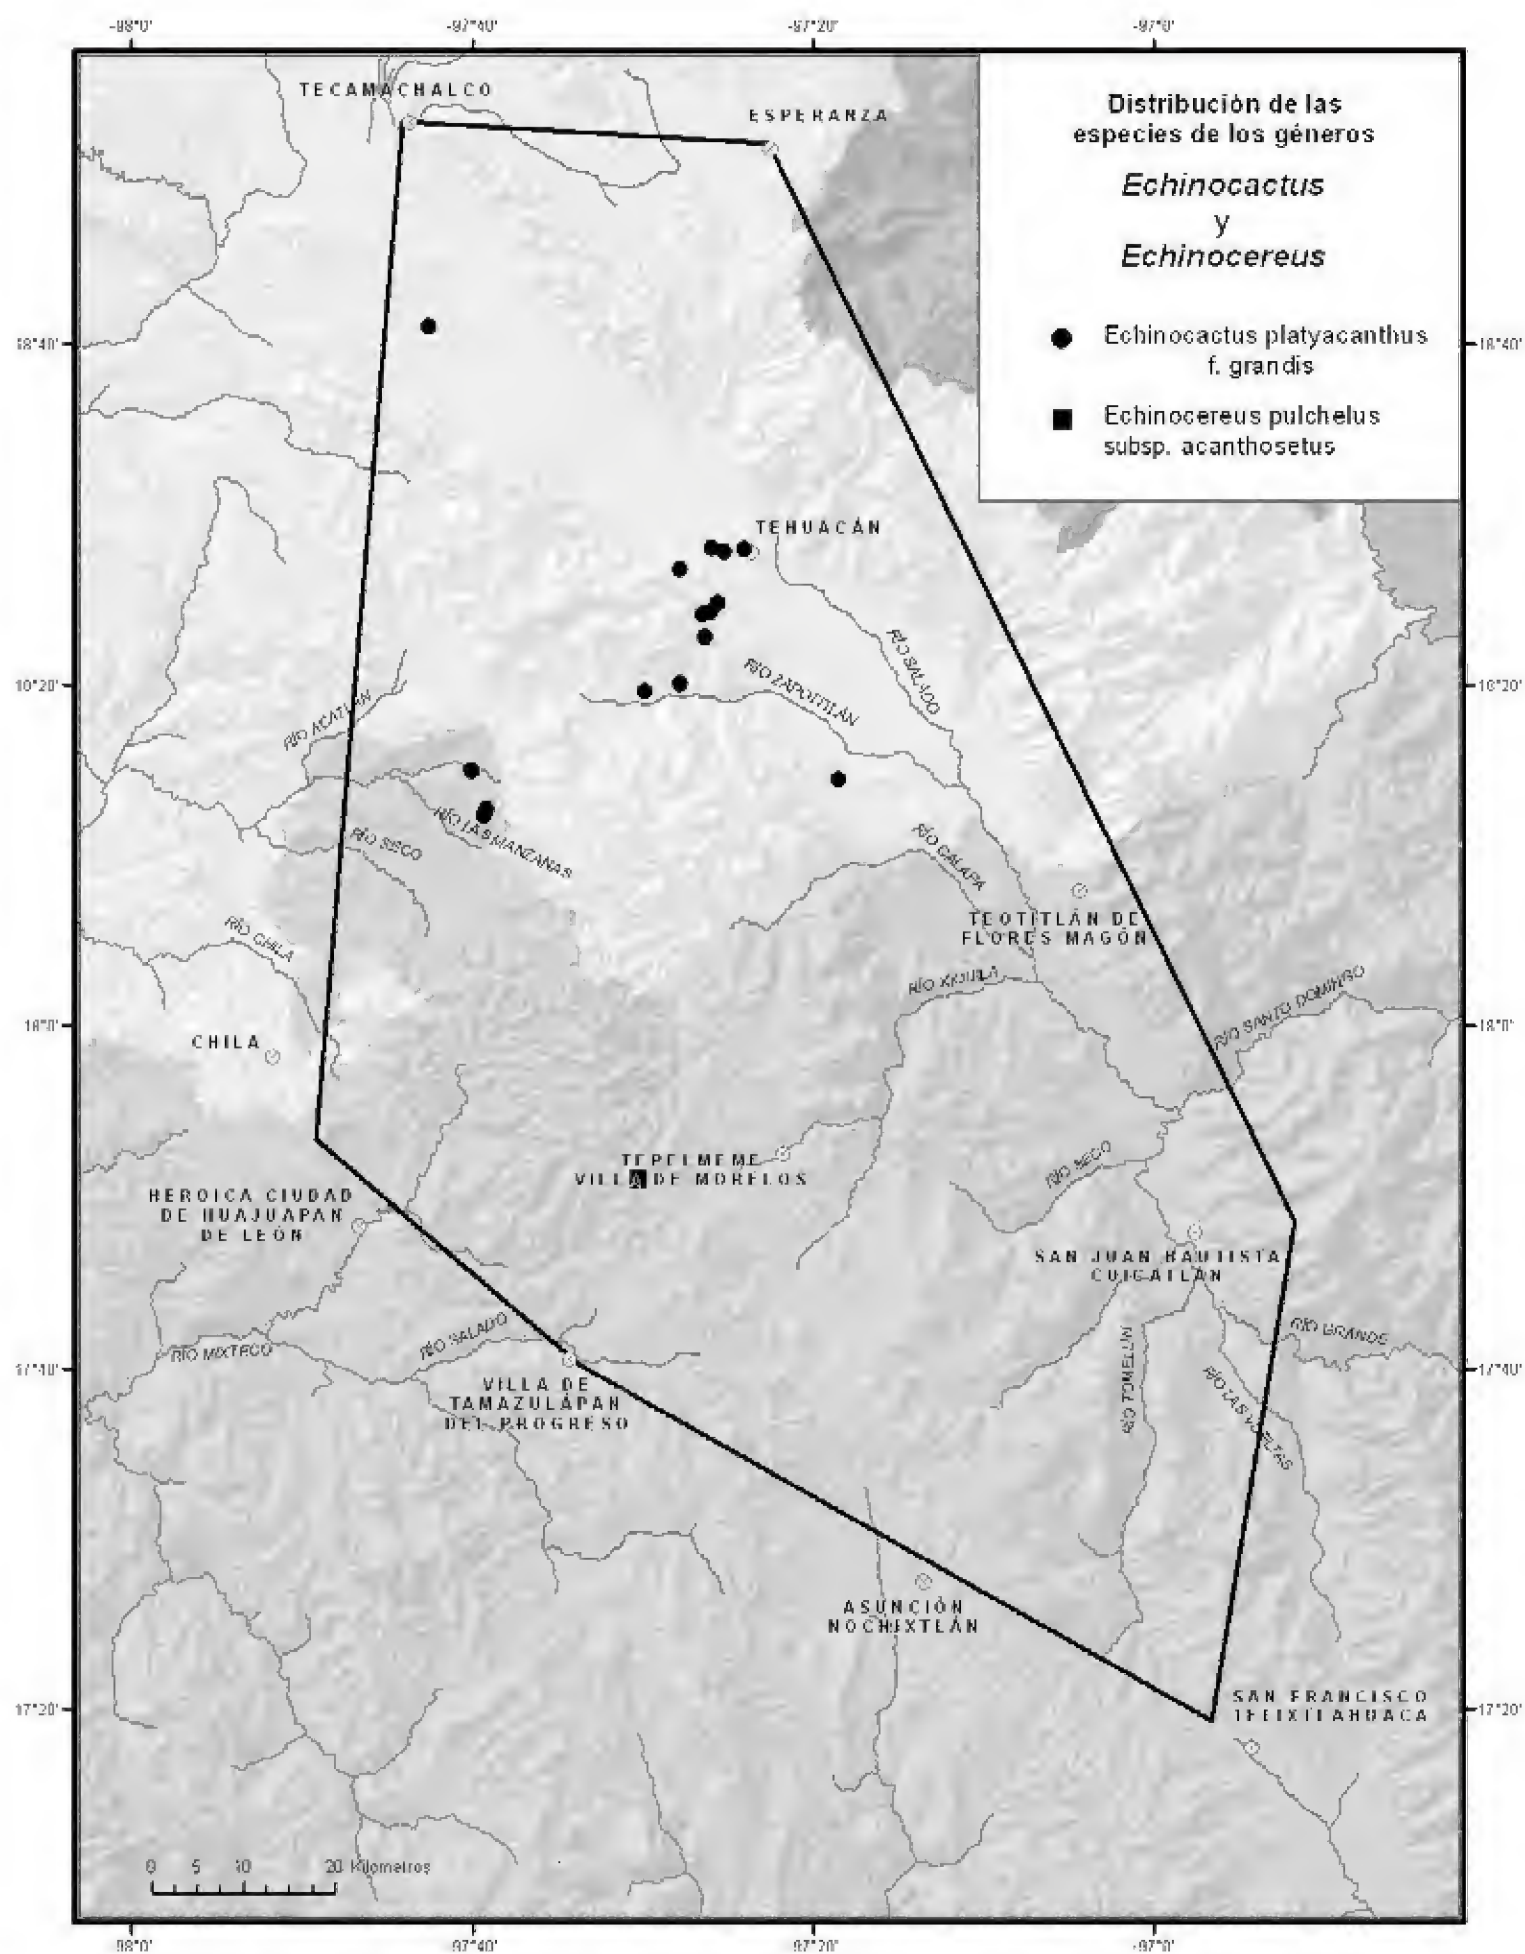 -98°0'
-97°40'
-97°20'
-97°0'
TECAMACHALCO
ESPERANZA
Distribución de las
especies de los géneros
Echinocactus
y
Echinocereus
Echinocactus platyacanthus
f. grandis
Echinocereus pulchelus
subsp. acanthosetus
18°40'
18°40'
TEHUACÁN
RÍO SALADO
RÍO ZAPOTITLÁN
18°20'
18°20'
RÍO ACATLÁN
RÍO LAS MANZANAS
RÍO SECO
RÍO CALAPA
TEOTITLÁN DE
FLORES MAGÓN
RÍO CHILA
RÍO XIQUILA
RÍO SANTO DOMINGO
18°0'
18°0'
CHILA
TEPELMEME
VILLA DE MORELOS
RÍO SECO
HEROICA CIUDAD
DE HUAJUAPAN
DE LEÓN
SAN JUAN BAUTISTA
CUICATLÁN
RÍO SALADO
RÍO MIXTECO
RÍO GRANDE
RÍO TOMELLÍN
RÍO LAS VUELTAS
17°40'
17°40'
VILLA DE
TAMAZULÁPAN
DEL PROGRESO
ASUNCIÓN
NOCHIXTLÁN
SAN FRANCISCO
TELIXTLAHUACA
17°20'
17°20'
0 5 10 20 Kilometros
-98°0'
-97°40'
-97°20'
-97°0'